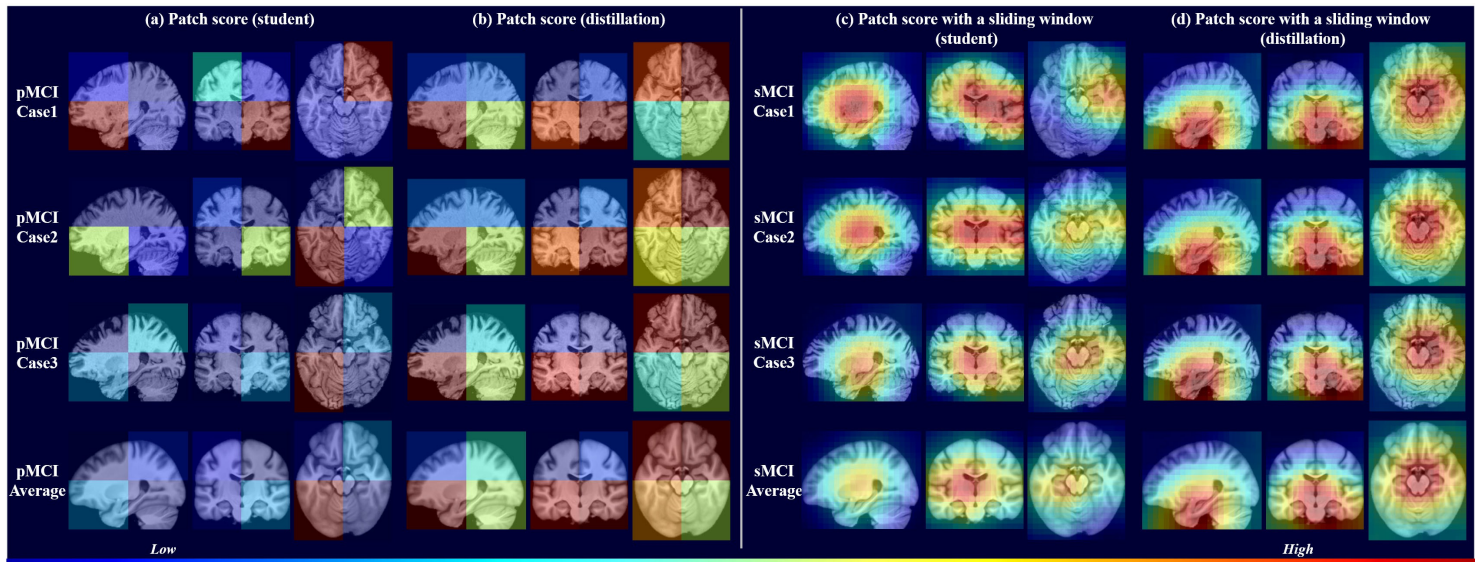 (a) Patch score (student)
(b) Patch score (distillation)
(c) Patch score with a sliding window
(student)
(d) Patch score with a sliding window
(distillation)
pMCI
Case1
sMCI
Case1
pMCI
Case2
sMCI
Case2
pMCI
Case3
sMCI
Case3
pMCI
Average
sMCI
Average
Low
High